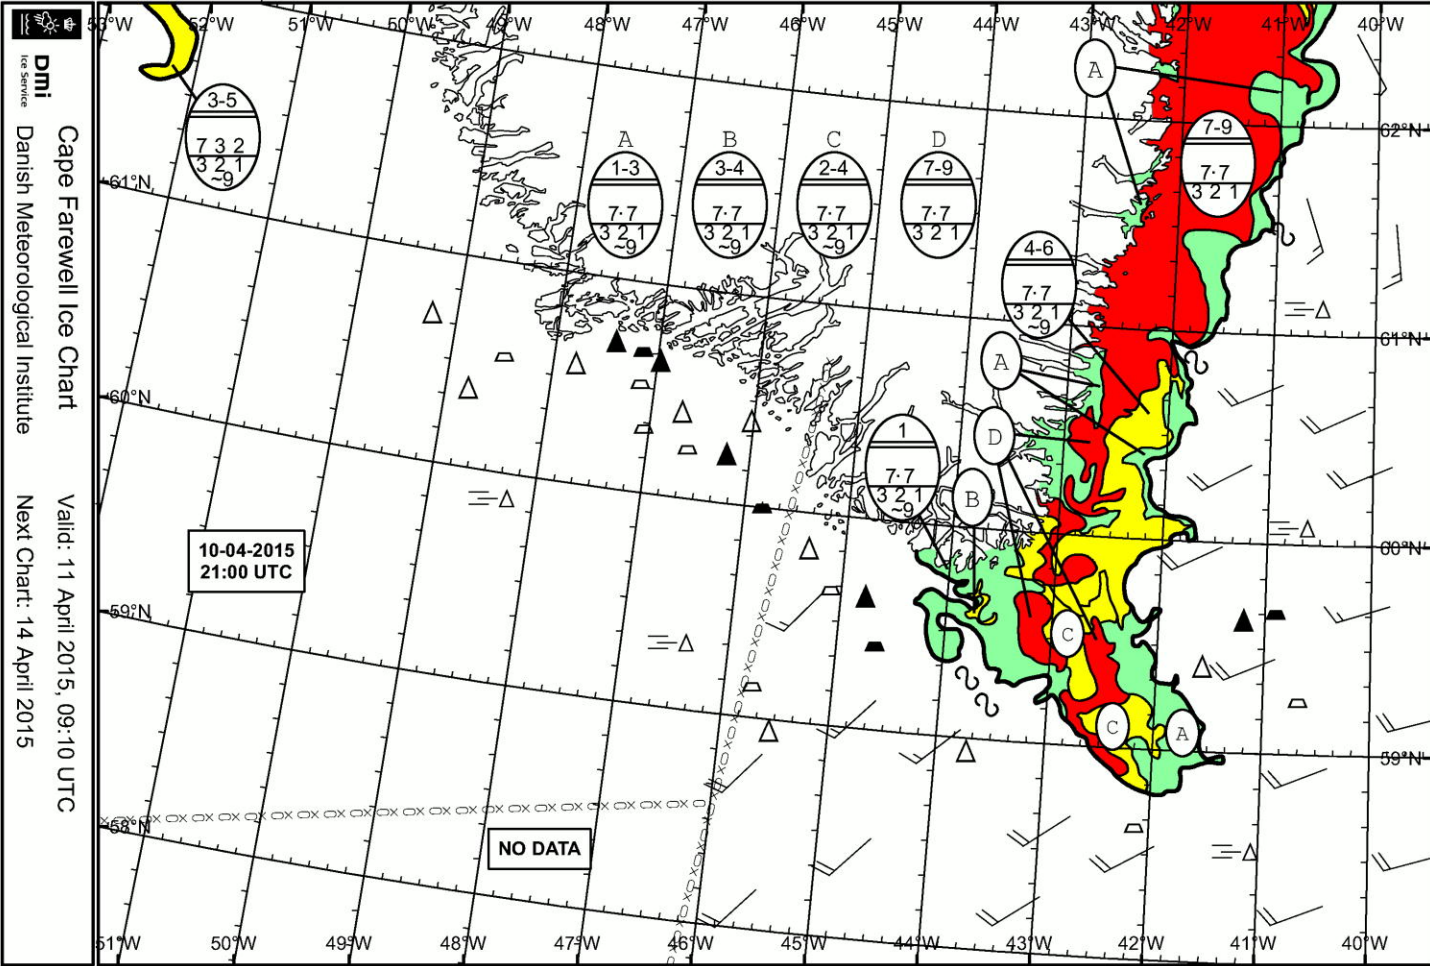 Dmi
Ice Service
Cape Farewell Ice Chart
Danish Meteorological Institute
Valid: 11 April 2015, 09:10 UTC
Next Chart: 14 April 2015
53°W
52°W
51°W
50°W
49°W
48°W
47°W
46°W
45°W
44°W
43°W
42°W
41°W
40°W
3-5
7 3 2
3 2 1
~9
A
62°N
7-9
7·7
3 2 1
A
1-3
7·7
3 2 1
~9
B
3-4
7·7
3 2 1
~9
C
2-4
7·7
3 2 1
~9
D
7-9
7·7
3 2 1
61°N
4-6
7·7
3 2 1
~9
61°N
A
60°N
D
1
7·7
3 2 1
~9
B
10-04-2015
21:00 UTC
60°N
59°N
C
C
A
59°N
58°N
NO DATA
51°W
50°W
49°W
48°W
47°W
46°W
45°W
44°W
43°W
42°W
41°W
40°W